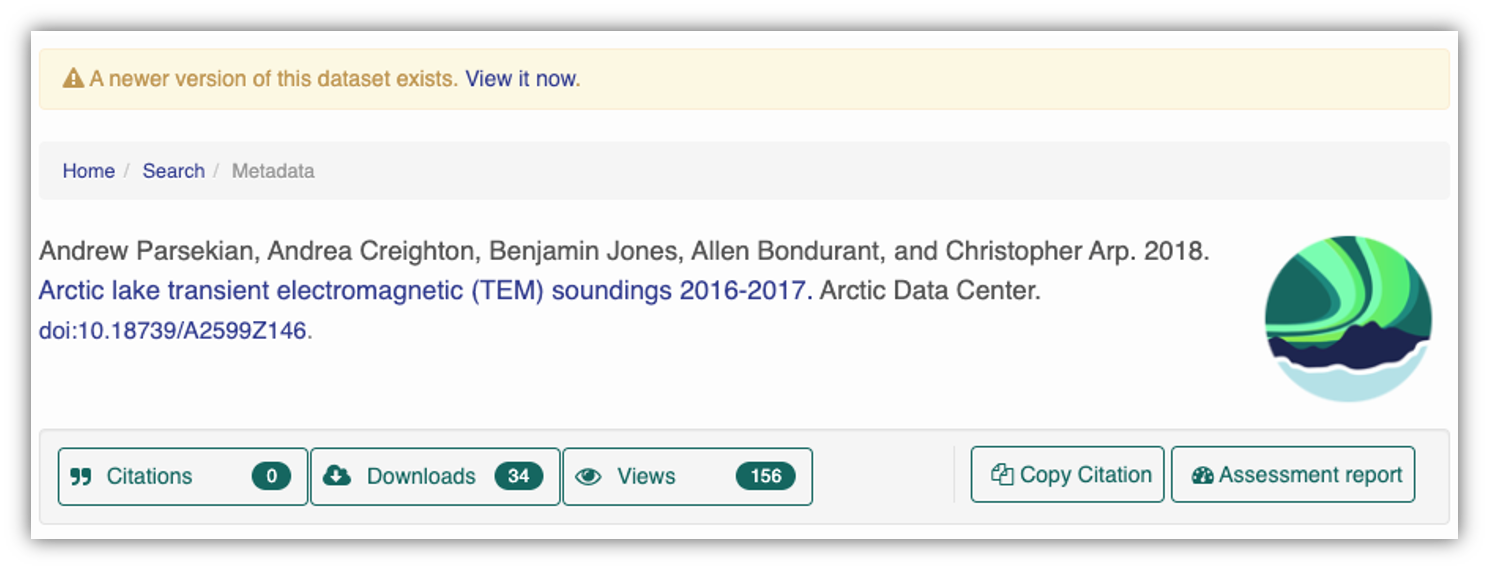 A newer version of this dataset exists. View it now.
Home / Search / Metadata
Andrew Parsekian, Andrea Creighton, Benjamin Jones, Allen Bondurant, and Christopher Arp. 2018.
Arctic lake transient electromagnetic (TEM) soundings 2016-2017. Arctic Data Center.
doi:10.18739/A2599Z146.
Citations 0 Downloads 34 Views 156 Copy Citation Assessment report